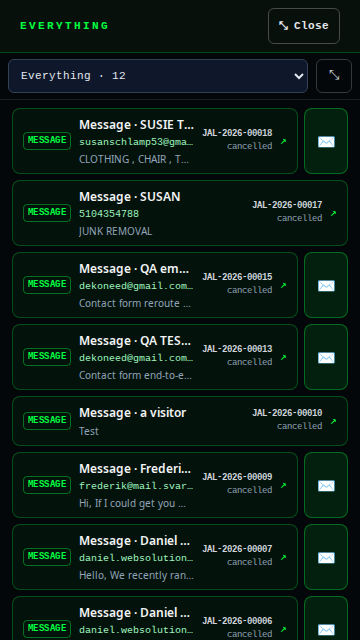 EVERYTHING
⤡ Close
Everything · 12
⤡
MESSAGE
Message · SUSIE T...
susanschlamp53@gma...
CLOTHING , CHAIR , T...
JAL-2026-00018
cancelled
↗
MESSAGE
Message · SUSAN
5104354788
JUNK REMOVAL
JAL-2026-00017
cancelled
↗
MESSAGE
Message · QA em...
dekoned@gmail.com...
Contact form reroute ...
JAL-2026-00015
cancelled
↗
MESSAGE
Message · QA TES...
dekoned@gmail.com...
Contact form end-to-e...
JAL-2026-00013
cancelled
↗
MESSAGE
Message · a visitor
Test
JAL-2026-00010
cancelled
↗
MESSAGE
Message · Frederi...
frederik@mail.svar...
Hi, If I could get you ...
JAL-2026-00009
cancelled
↗
MESSAGE
Message · Daniel ...
daniel.websolution...
Hello, We recently ran...
JAL-2026-00007
cancelled
↗
MESSAGE
Message · Daniel ...
daniel.websolution...
JAL-2026-00006
cancelled
↗